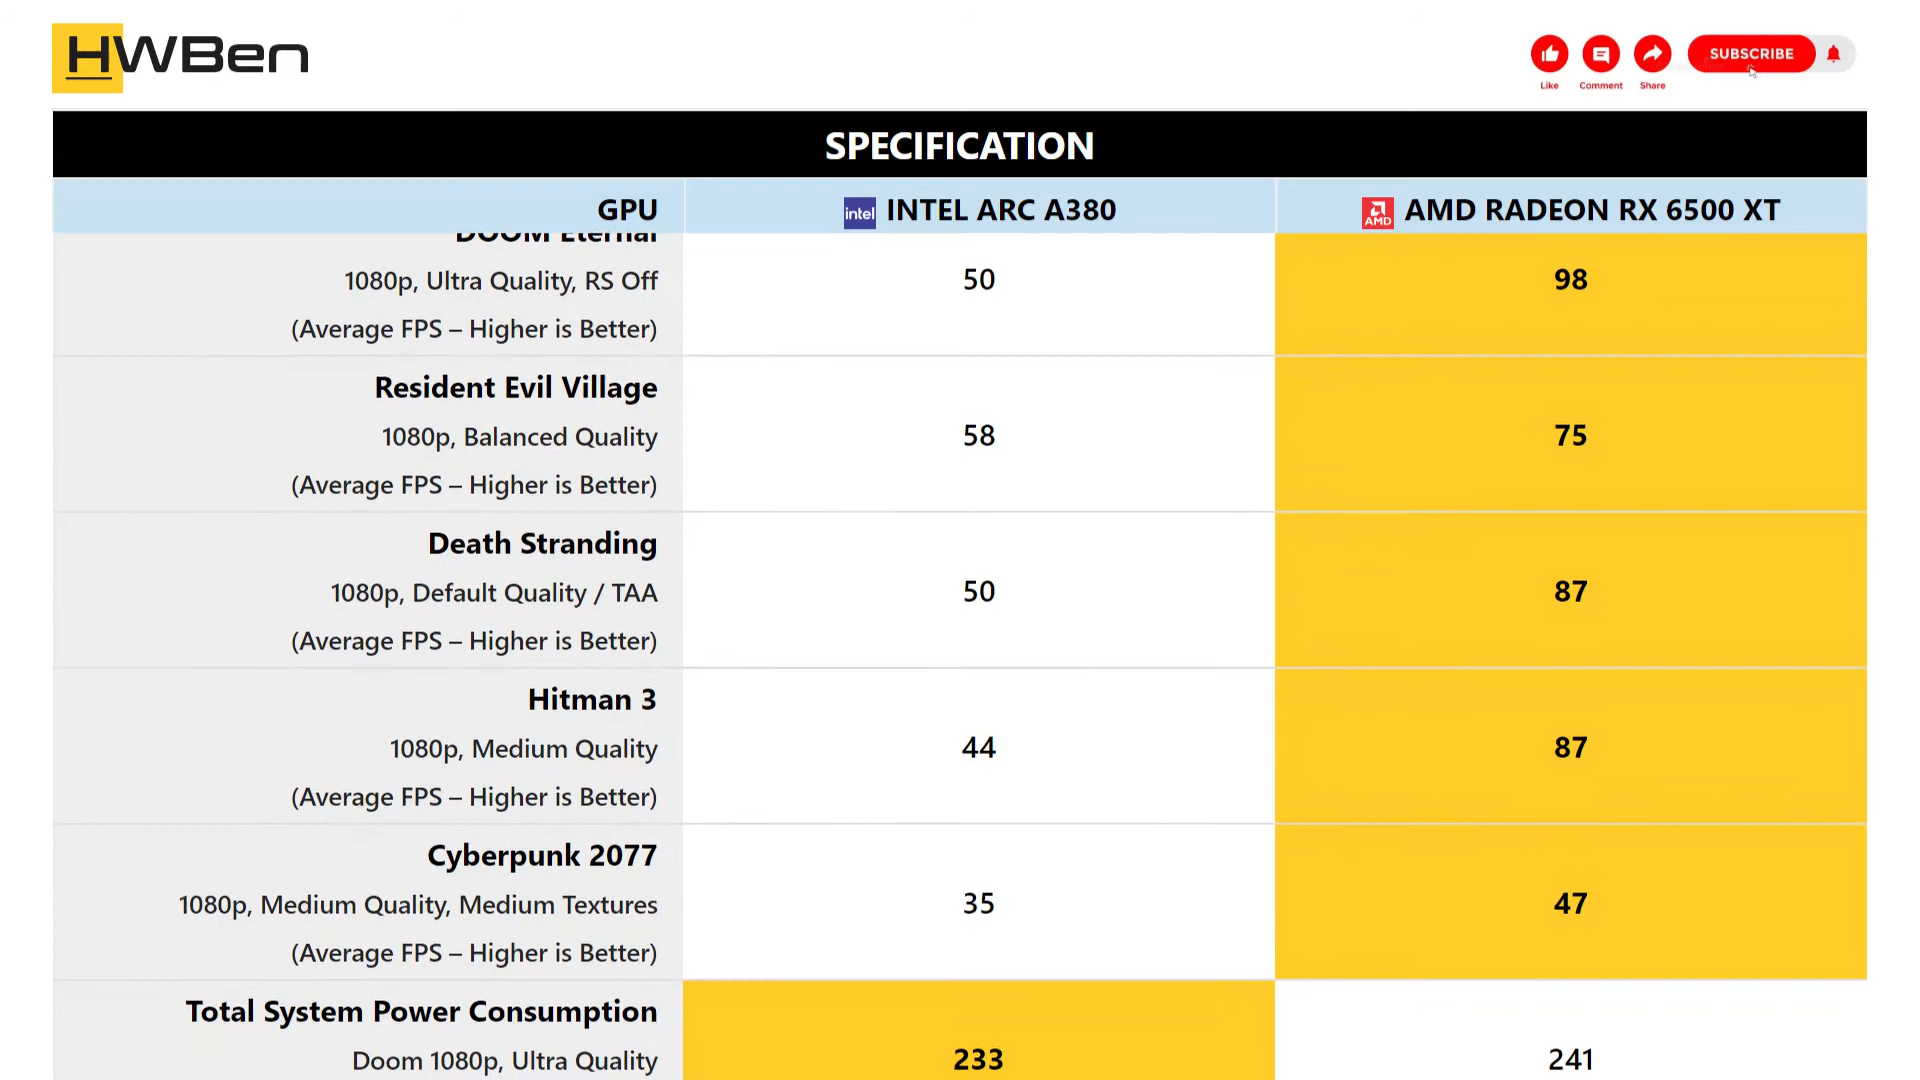 HWBen
SUBSCRIBE
Like Comment Share
SPECIFICATION
GPU intel INTEL ARC A380 AMD AMD RADEON RX 6500 XT
DOOM Eternal
1080p, Ultra Quality, RS Off 50 98
(Average FPS – Higher is Better)
Resident Evil Village
1080p, Balanced Quality 58 75
(Average FPS – Higher is Better)
Death Stranding
1080p, Default Quality / TAA 50 87
(Average FPS – Higher is Better)
Hitman 3
1080p, Medium Quality 44 87
(Average FPS – Higher is Better)
Cyberpunk 2077
1080p, Medium Quality, Medium Textures 35 47
(Average FPS – Higher is Better)
Total System Power Consumption
Doom 1080p, Ultra Quality 233 241